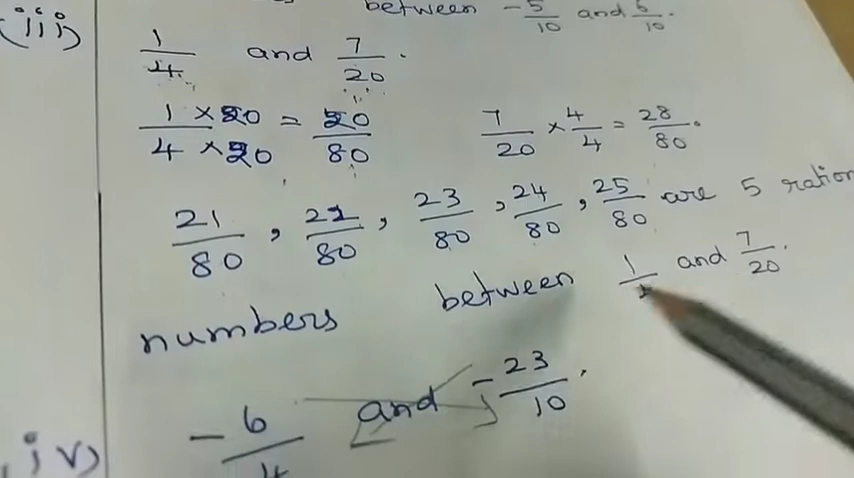 between -5/10 and 6/10.
(iii) 1/4 and 7/20.
1 × 20 / 4 × 20 = 20/80    7/20 × 4/4 = 28/80.
21/80, 22/80, 23/80, 24/80, 25/80 are 5 ration
numbers between 1/4 and 7/20.
iv) -6/4 and -23/10.